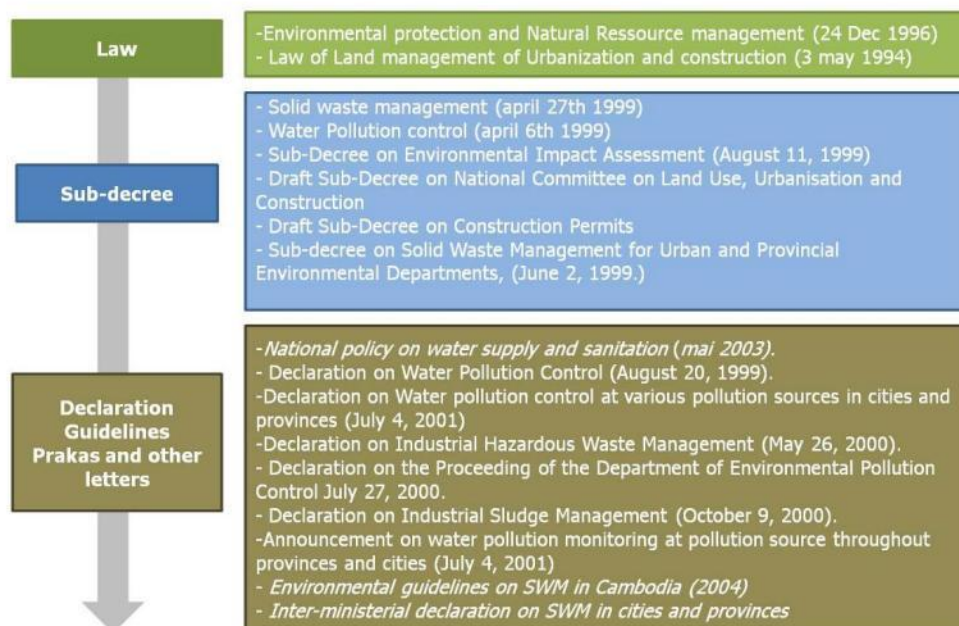 Law
-Environmental protection and Natural Ressource management (24 Dec 1996)
- Law of Land management of Urbanization and construction (3 may 1994)
Sub-decree
- Solid waste management (april 27th 1999)
- Water Pollution control (april 6th 1999)
- Sub-Decree on Environmental Impact Assessment (August 11, 1999)
- Draft Sub-Decree on National Committee on Land Use, Urbanisation and
Construction
- Draft Sub-Decree on Construction Permits
- Sub-decree on Solid Waste Management for Urban and Provincial
Environmental Departments, (June 2, 1999.)
Declaration
Guidelines
Prakas and other
letters
-National policy on water supply and sanitation (mai 2003).
- Declaration on Water Pollution Control (August 20, 1999).
-Declaration on Water pollution control at various pollution sources in cities and
provinces (July 4, 2001)
-Declaration on Industrial Hazardous Waste Management (May 26, 2000).
- Declaration on the Proceeding of the Department of Environmental Pollution
Control July 27, 2000.
- Declaration on Industrial Sludge Management (October 9, 2000).
-Announcement on water pollution monitoring at pollution source throughout
provinces and cities (July 4, 2001)
- Environmental guidelines on SWM in Cambodia (2004)
- Inter-ministerial declaration on SWM in cities and provinces